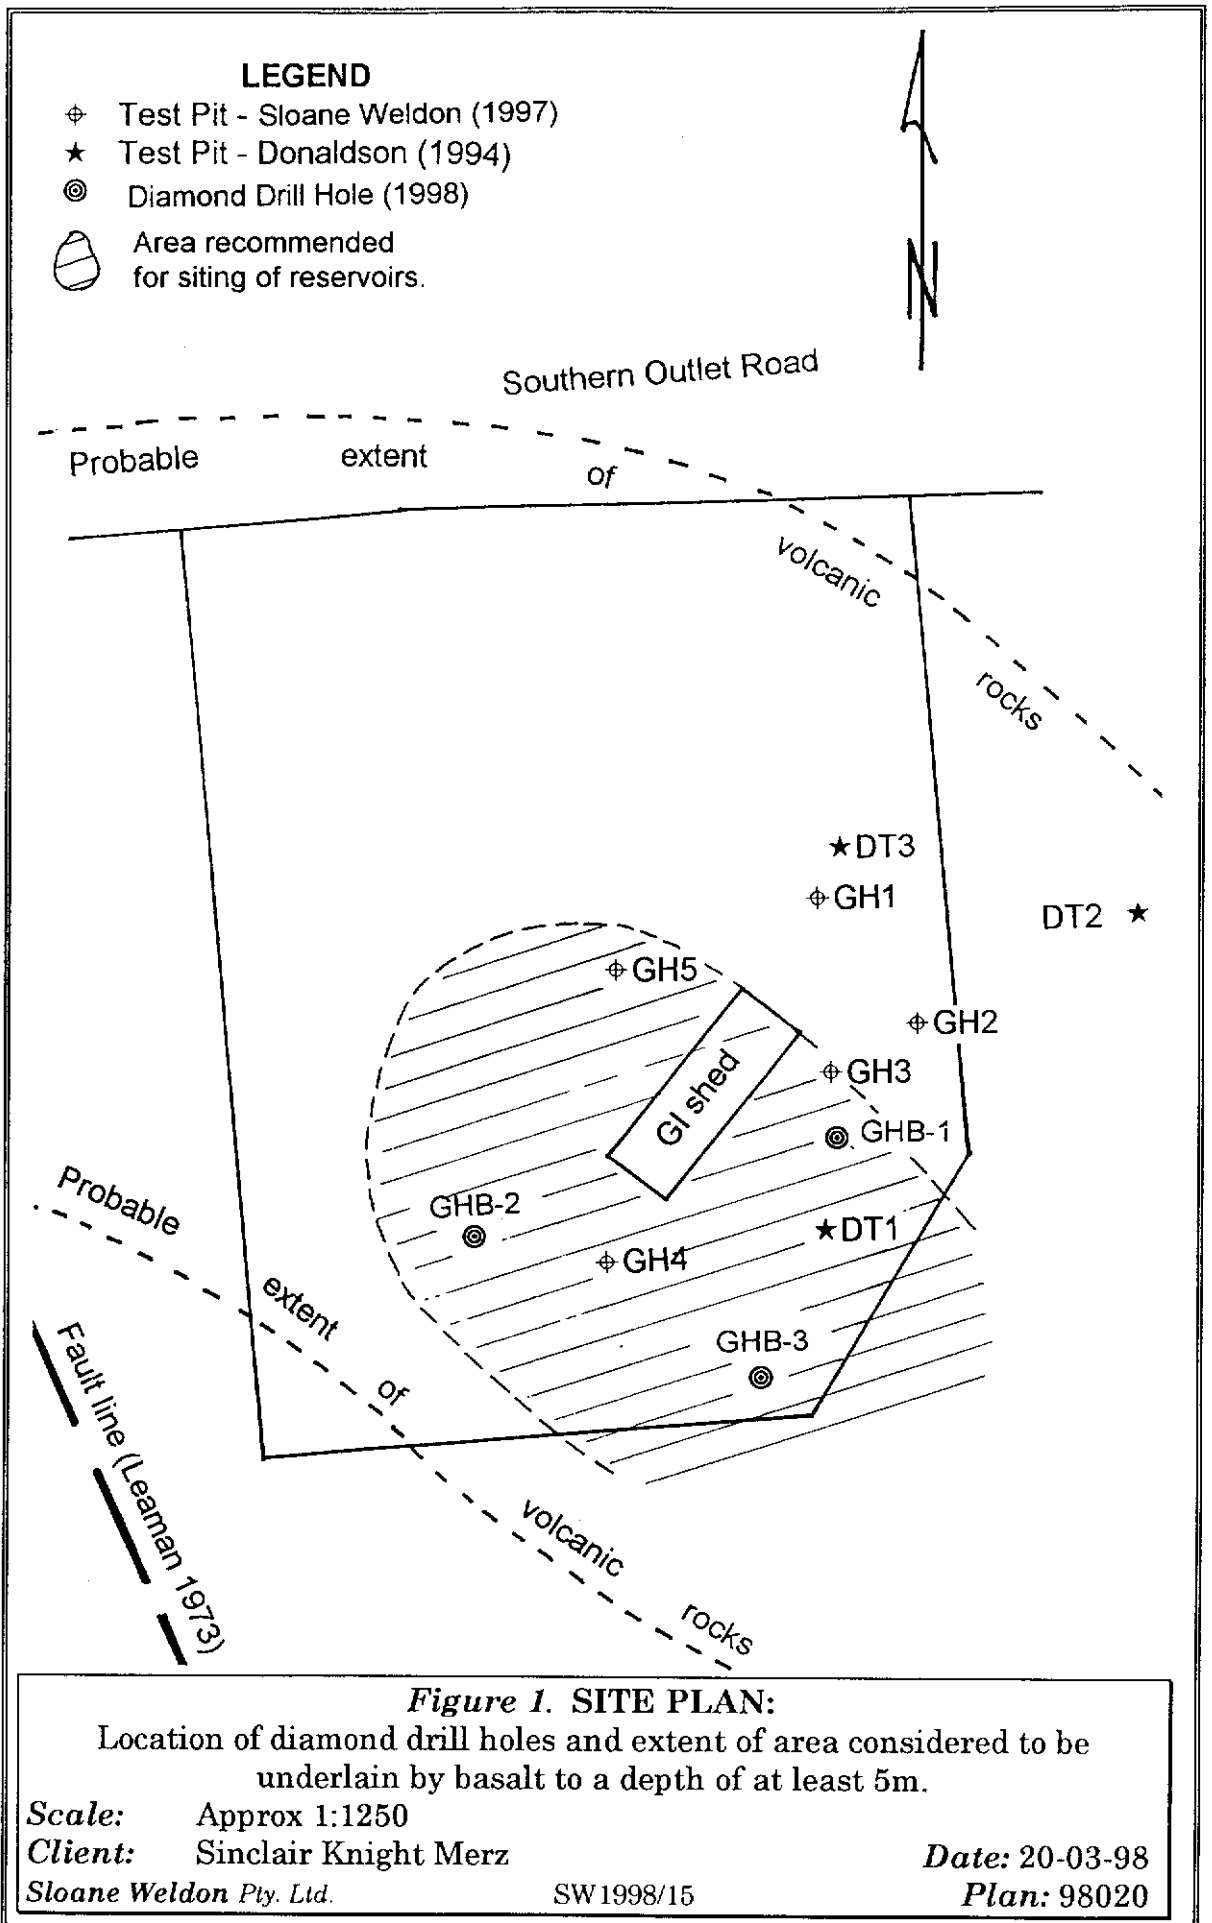 LEGEND
Test Pit - Sloane Weldon (1997)
Test Pit - Donaldson (1994)
Diamond Drill Hole (1998)
Area recommended
for siting of reservoirs.
N
Southern Outlet Road
Probable extent of volcanic rocks
DT3
GH1
DT2
GH5
GH2
GH3
GI shed
GHB-1
GHB-2
DT1
GH4
GHB-3
Probable extent of volcanic rocks
Fault line (Leaman 1973)
Figure 1. SITE PLAN:
Location of diamond drill holes and extent of area considered to be
underlain by basalt to a depth of at least 5m.
Scale: Approx 1:1250
Client: Sinclair Knight Merz Date: 20-03-98
Sloane Weldon Pty. Ltd. SW1998/15 Plan: 98020